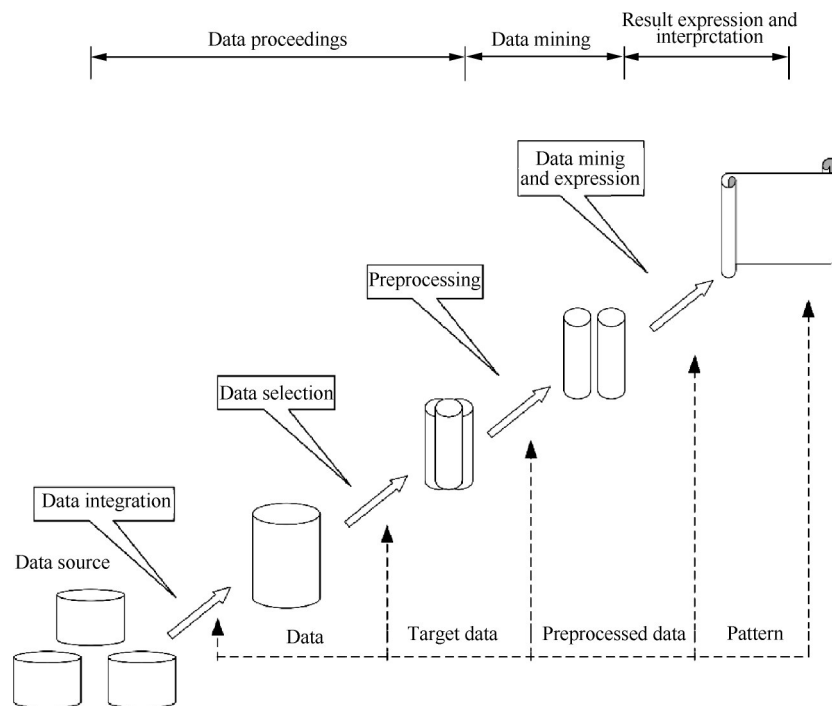 Data proceedings
Data mining
Result expression and
interprctation
Data minig
and expression
Preprocessing
Data selection
Data integration
Data source
Data
Target data
Preprocessed data
Pattern